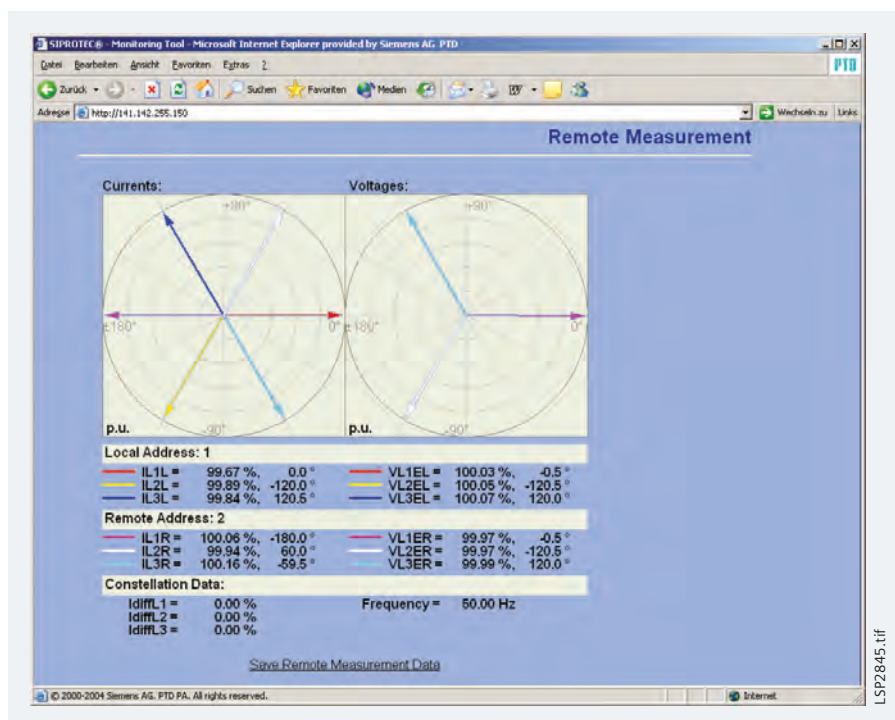 SIPROTEC® - Monitoring Tool - Microsoft Internet Explorer provided by Siemens AG, PTD
Datei Bearbeiten Ansicht Favoriten Extras ?
PTD
Zurück Suchen Favoriten Medien
Adresse http://141.142.255.150 Wechseln zu Links
Remote Measurement
Currents: Voltages:
+90° +90°
±180° 0° ±180° 0°
p.u. -90° p.u. -90°
Local Address: 1
IL1L = 99.67 %, 0.0 ° VL1EL = 100.03 %, -0.5 °
IL2L = 99.89 %, -120.0 ° VL2EL = 100.05 %, -120.5 °
IL3L = 99.84 %, 120.5 ° VL3EL = 100.07 %, 120.0 °
Remote Address: 2
IL1R = 100.06 %, -180.0 ° VL1ER = 99.97 %, -0.5 °
IL2R = 99.94 %, 60.0 ° VL2ER = 99.97 %, -120.5 °
IL3R = 100.16 %, -59.5 ° VL3ER = 99.99 %, 120.0 °
Constellation Data:
IdiffL1 = 0.00 % Frequency = 50.00 Hz
IdiffL2 = 0.00 %
IdiffL3 = 0.00 %
Save Remote Measurement Data
© 2000-2004 Siemens AG. PTD PA. All rights reserved. Internet
LSP2845.tif